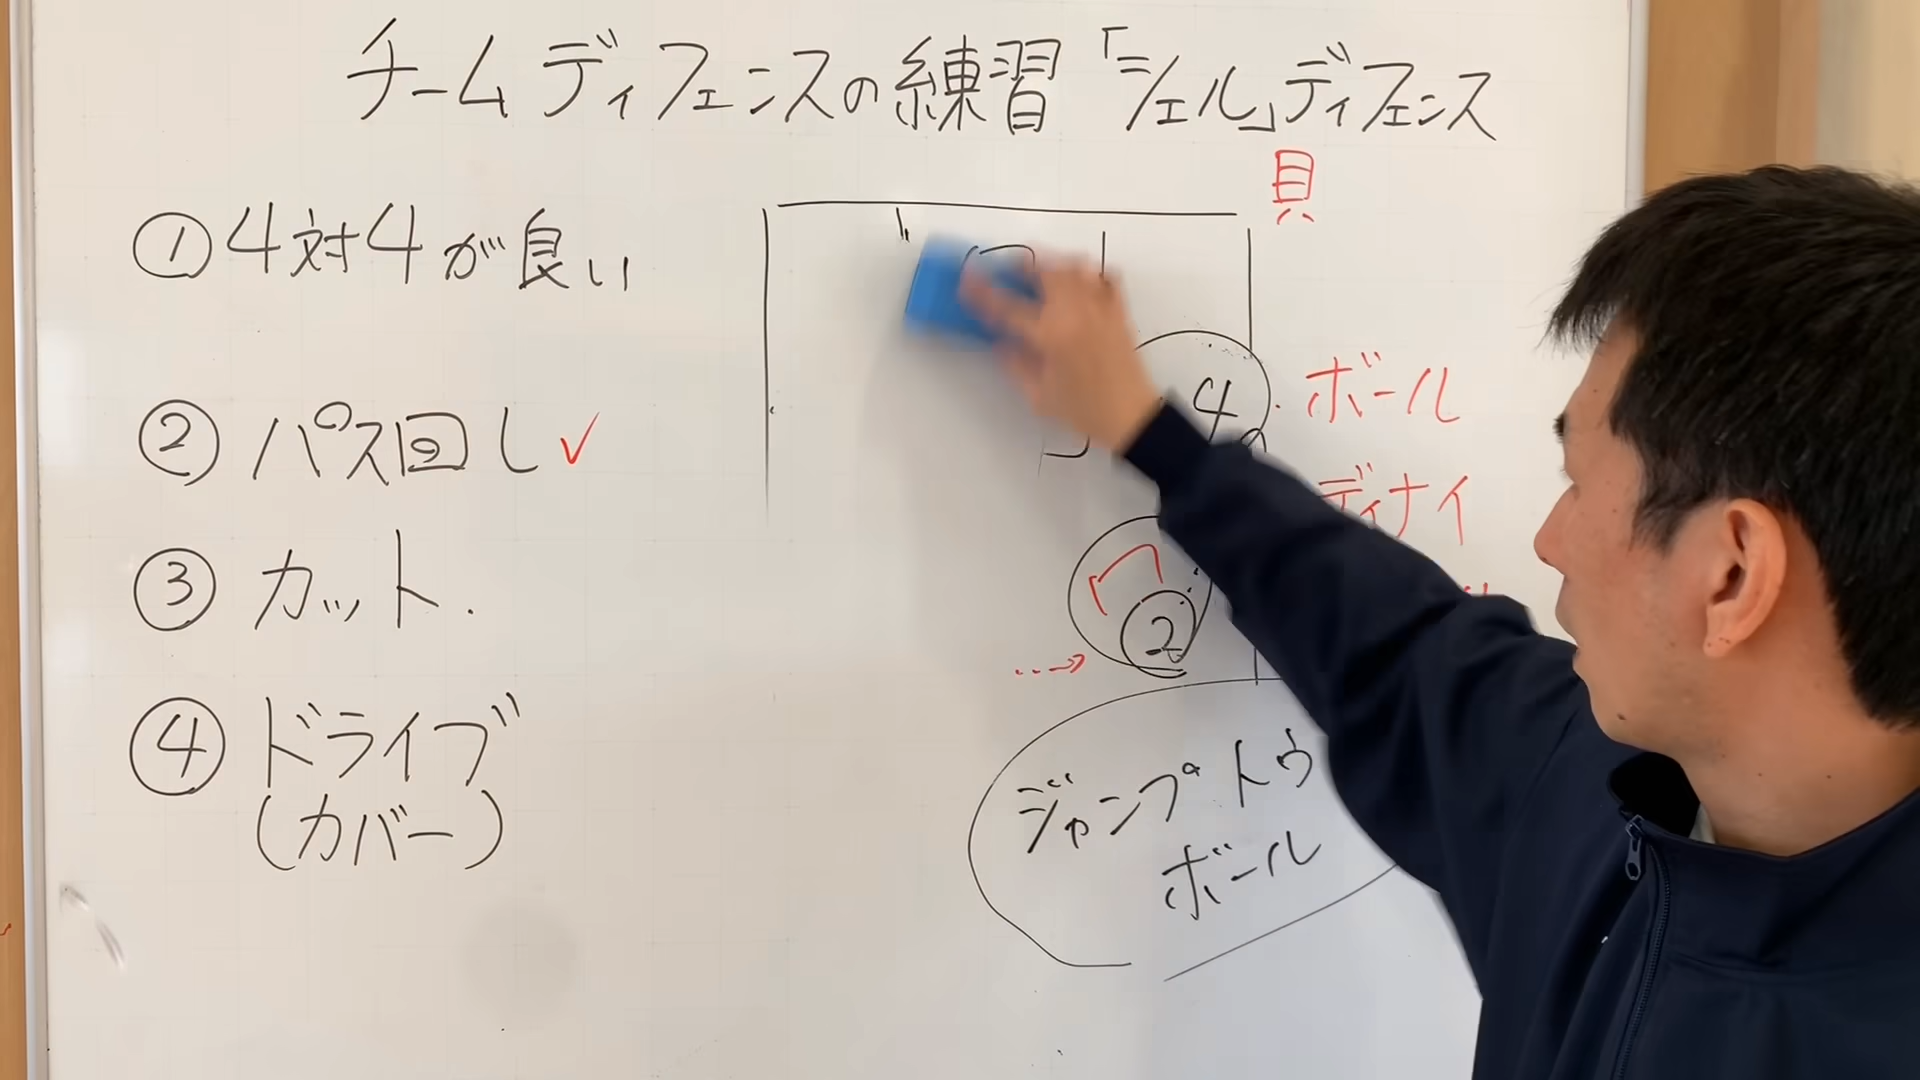 チームディフェンスの練習「シェル」ディフェンス
貝
①4対4が良い
②パス回し✓
③カット.
④ドライブ
(カバー)
4
ボール
ディナイ
2
ジャンプトゥ
ボール